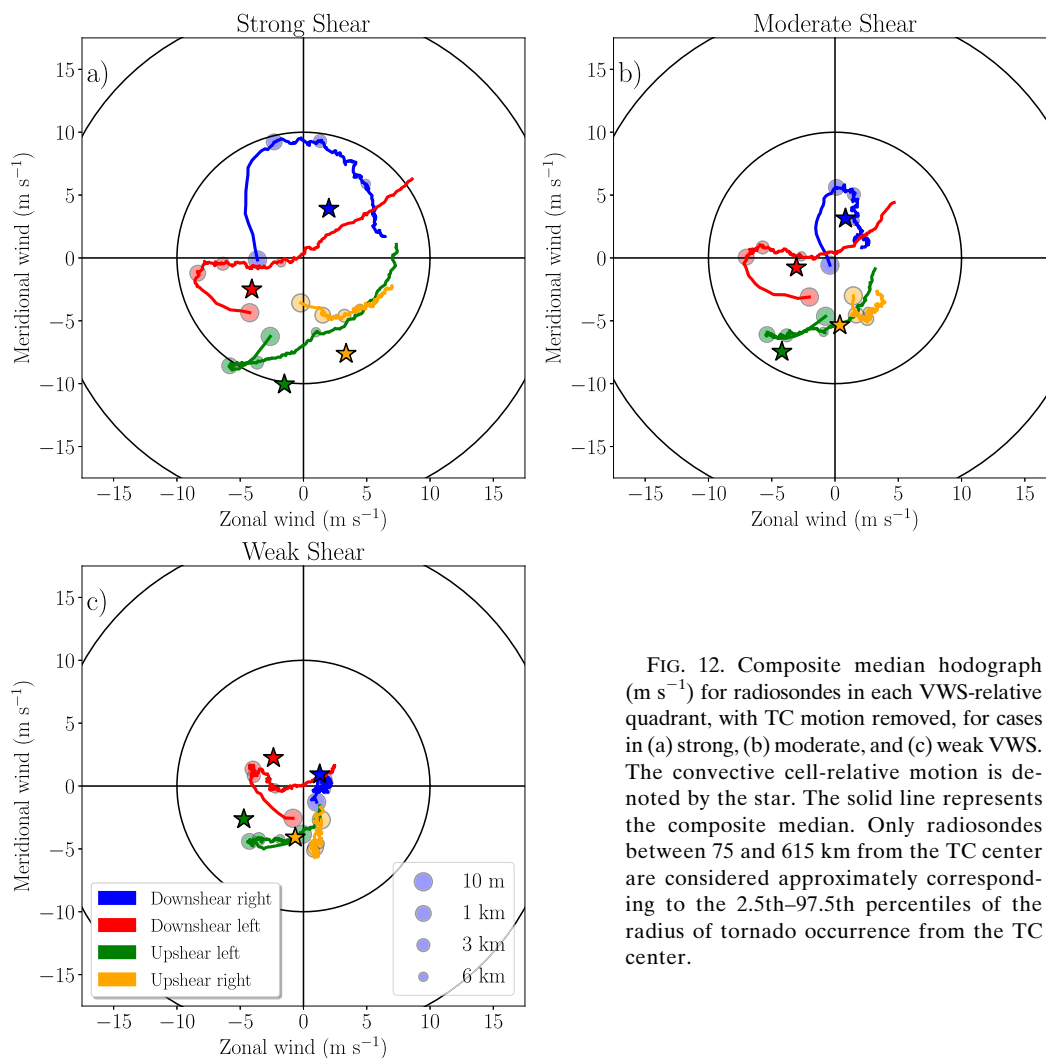 Strong Shear
a)
15
10
5
0
−5
−10
−15
Meridional wind (m s−1)
−15 −10 −5 0 5 10 15
Zonal wind (m s−1)
Moderate Shear
b)
15
10
5
0
−5
−10
−15
Meridional wind (m s−1)
−15 −10 −5 0 5 10 15
Zonal wind (m s−1)
Weak Shear
c)
15
10
5
0
−5
−10
−15
Meridional wind (m s−1)
Downshear right
Downshear left
Upshear left
Upshear right
10 m
1 km
3 km
6 km
−15 −10 −5 0 5 10 15
Zonal wind (m s−1)
FIG. 12. Composite median hodograph
(m s−1) for radiosondes in each VWS-relative
quadrant, with TC motion removed, for cases
in (a) strong, (b) moderate, and (c) weak VWS.
The convective cell-relative motion is de-
noted by the star. The solid line represents
the composite median. Only radiosondes
between 75 and 615 km from the TC center
are considered approximately correspond-
ing to the 2.5th–97.5th percentiles of the
radius of tornado occurrence from the TC
center.